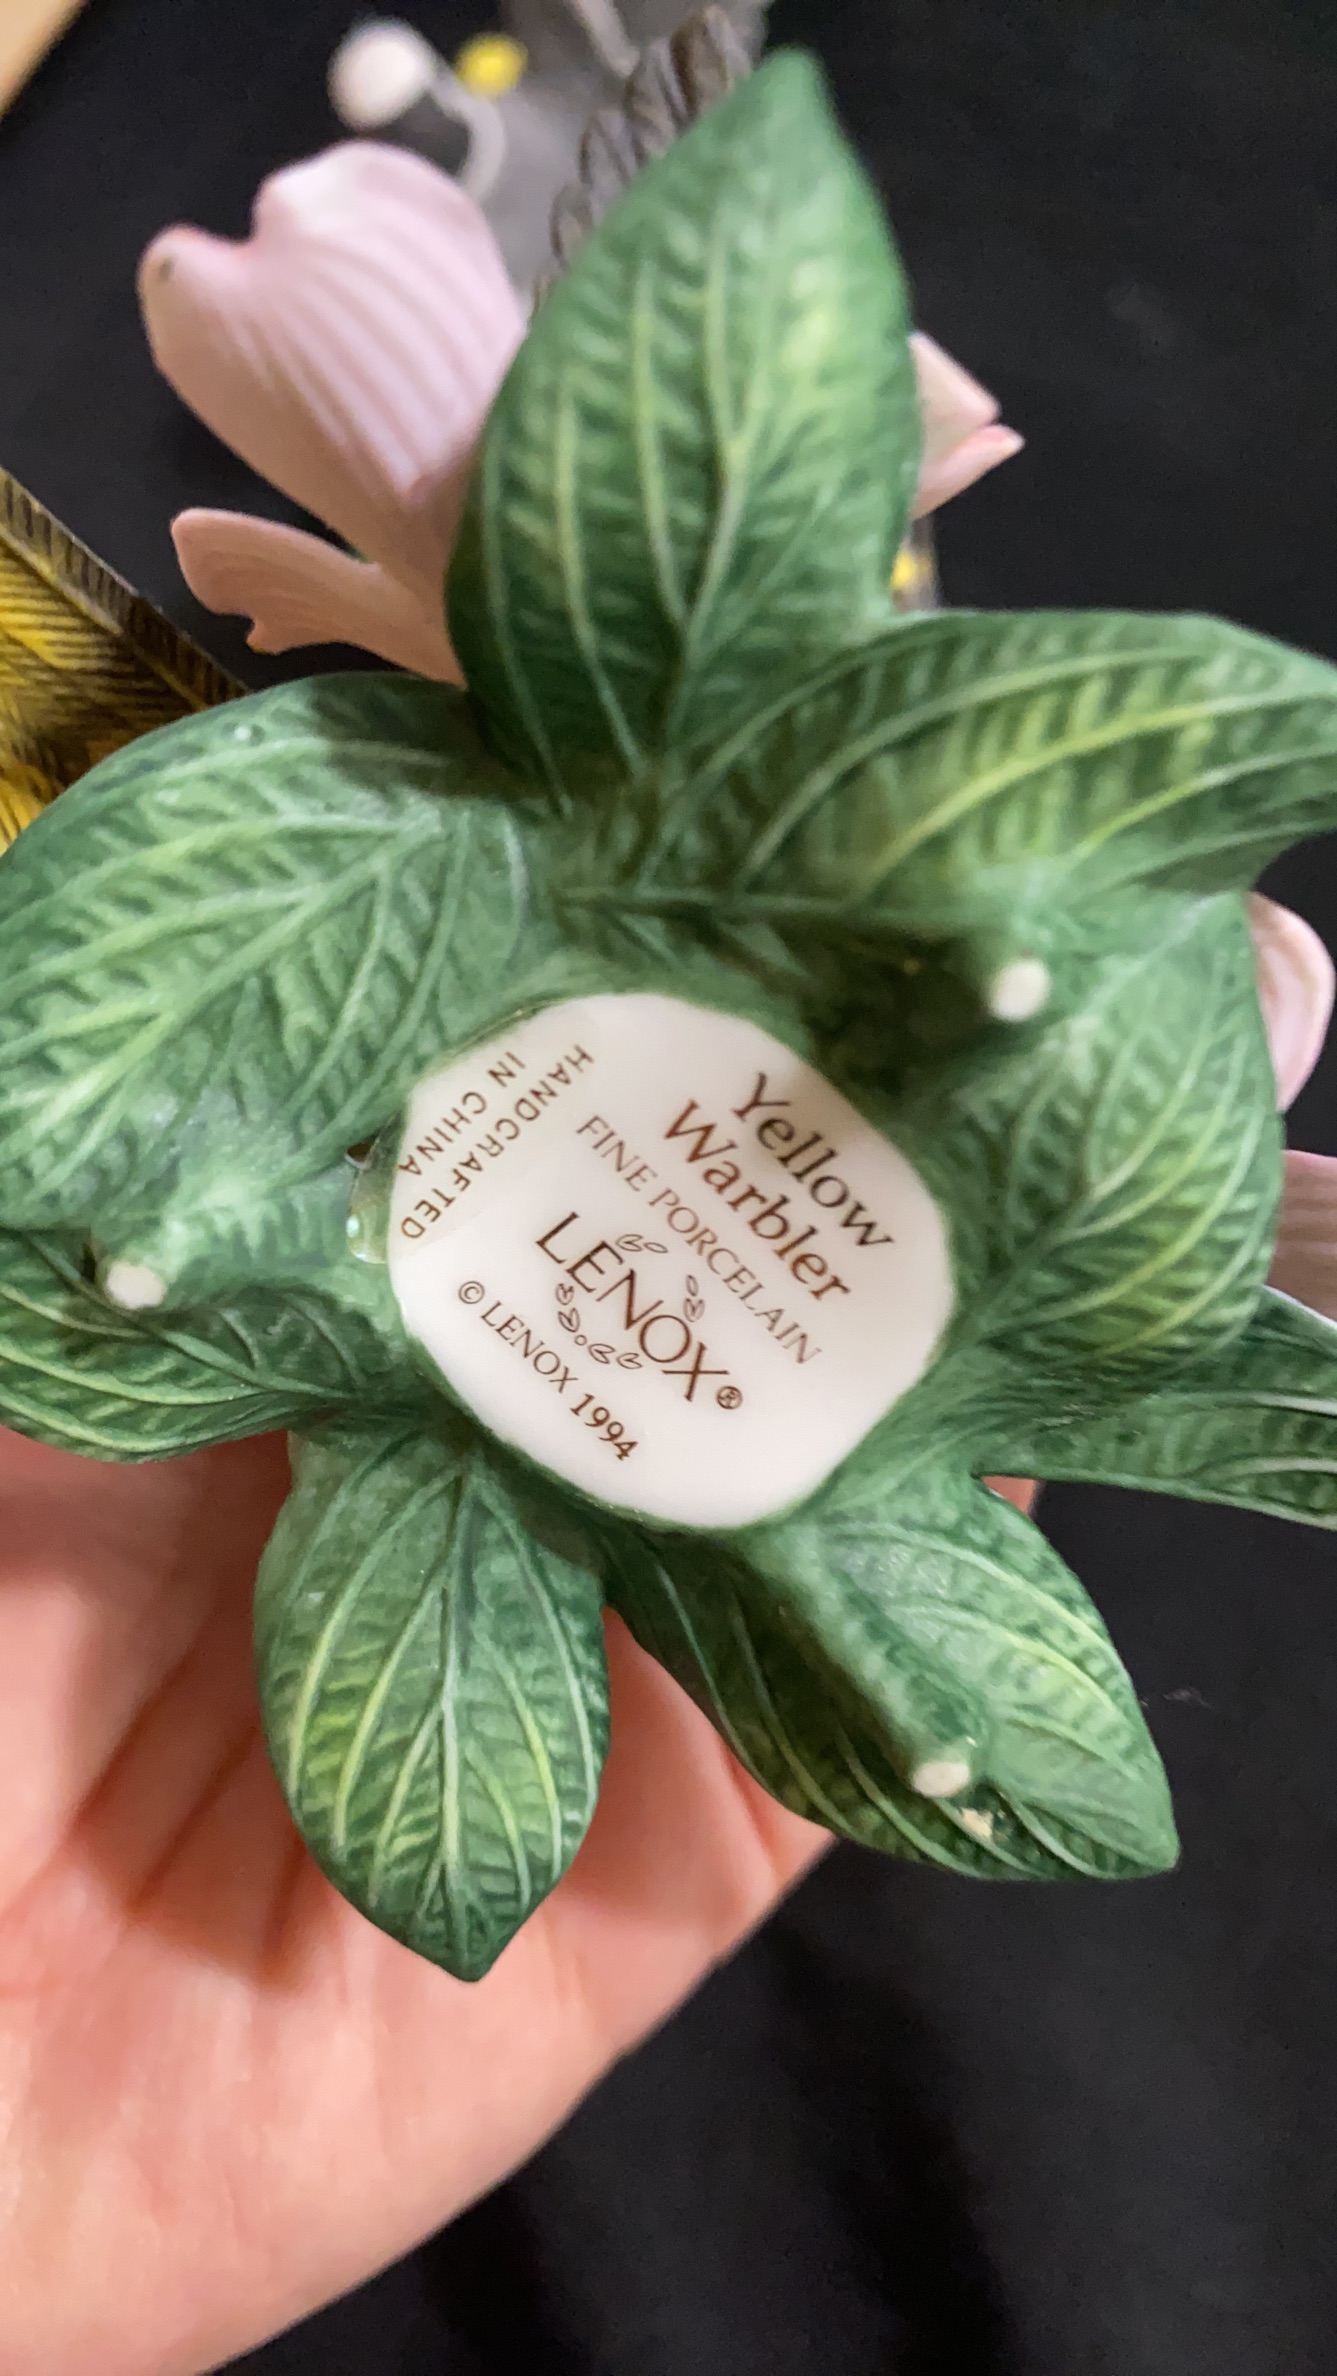 Yellow
Warbler
FINE PORCELAIN
LENOX®
© LENOX 1994
HANDCRAFTED
IN CHINA